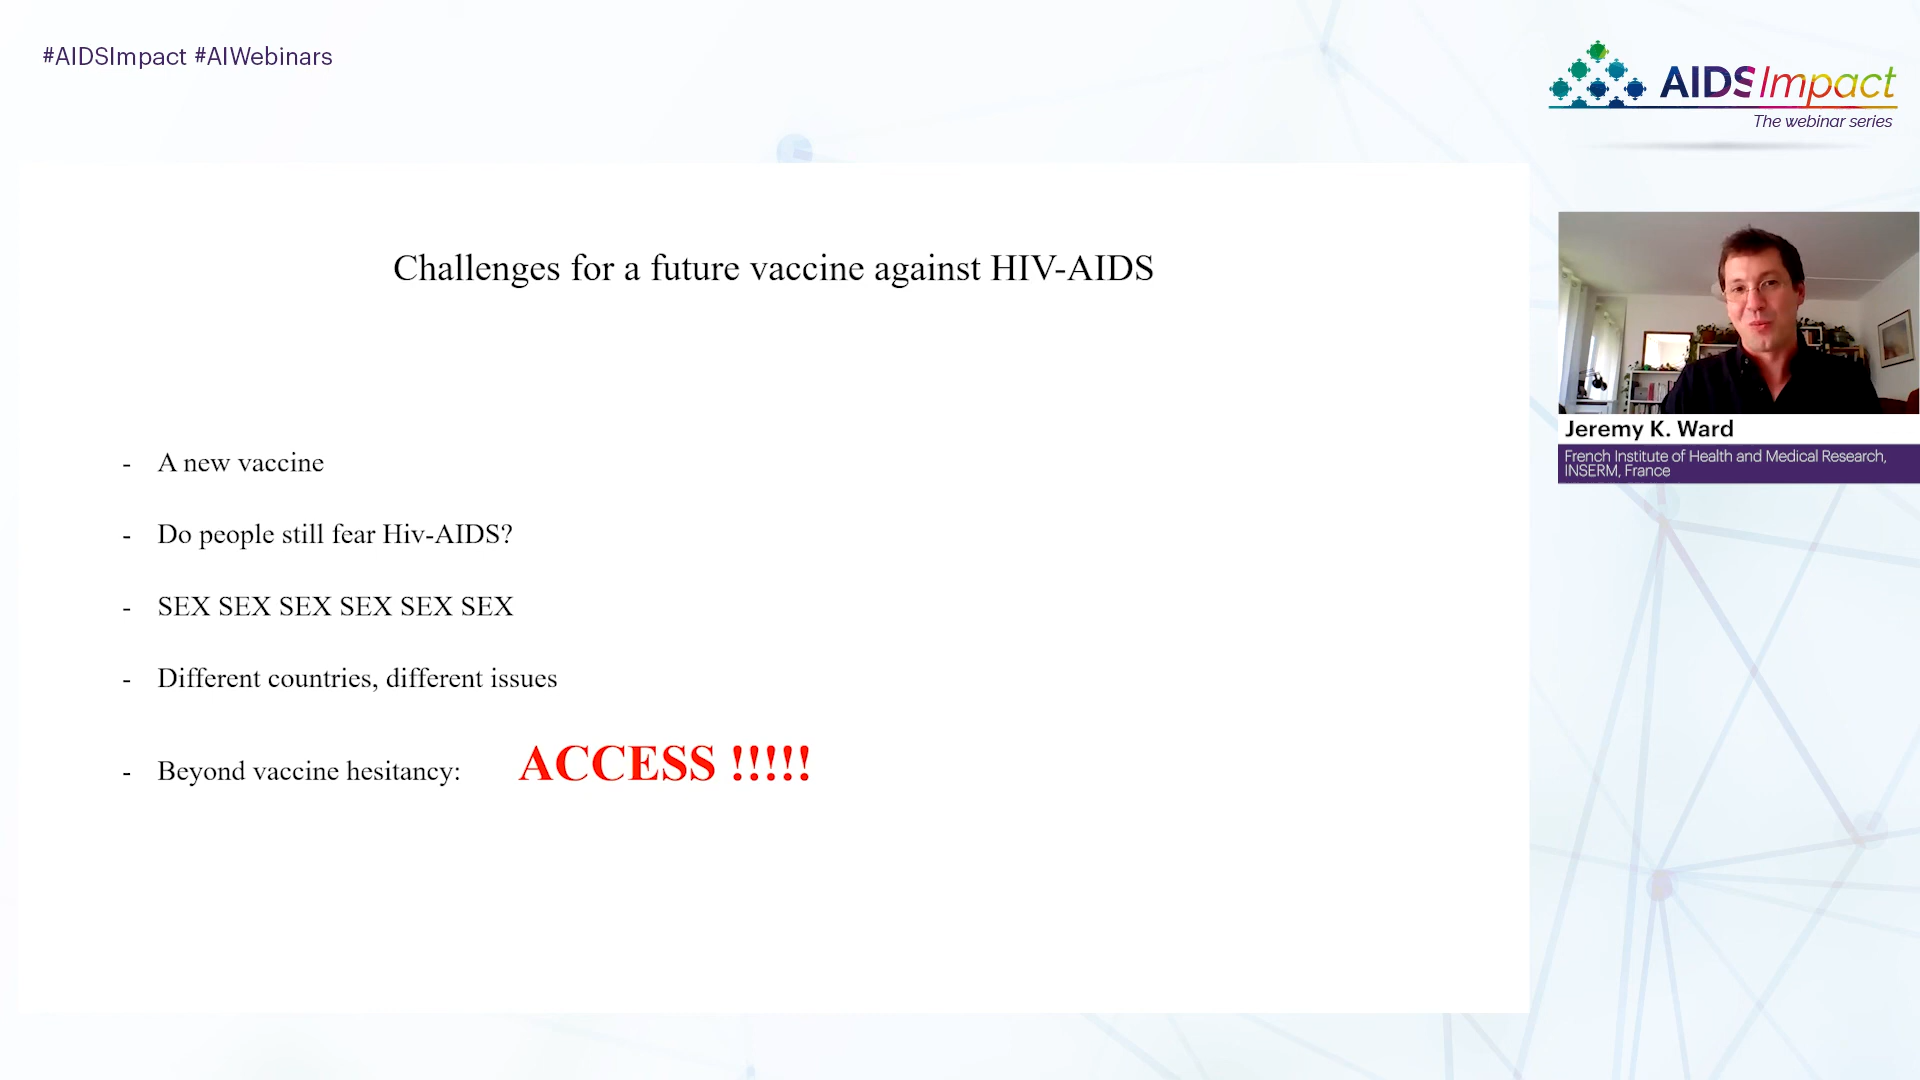 #AIDSImpact #AIWebinars
AIDSImpact
The webinar series
Challenges for a future vaccine against HIV-AIDS
- A new vaccine
- Do people still fear Hiv-AIDS?
- SEX SEX SEX SEX SEX SEX
- Different countries, different issues
- Beyond vaccine hesitancy: ACCESS !!!!!
Jeremy K. Ward
French Institute of Health and Medical Research,
INSERM, France